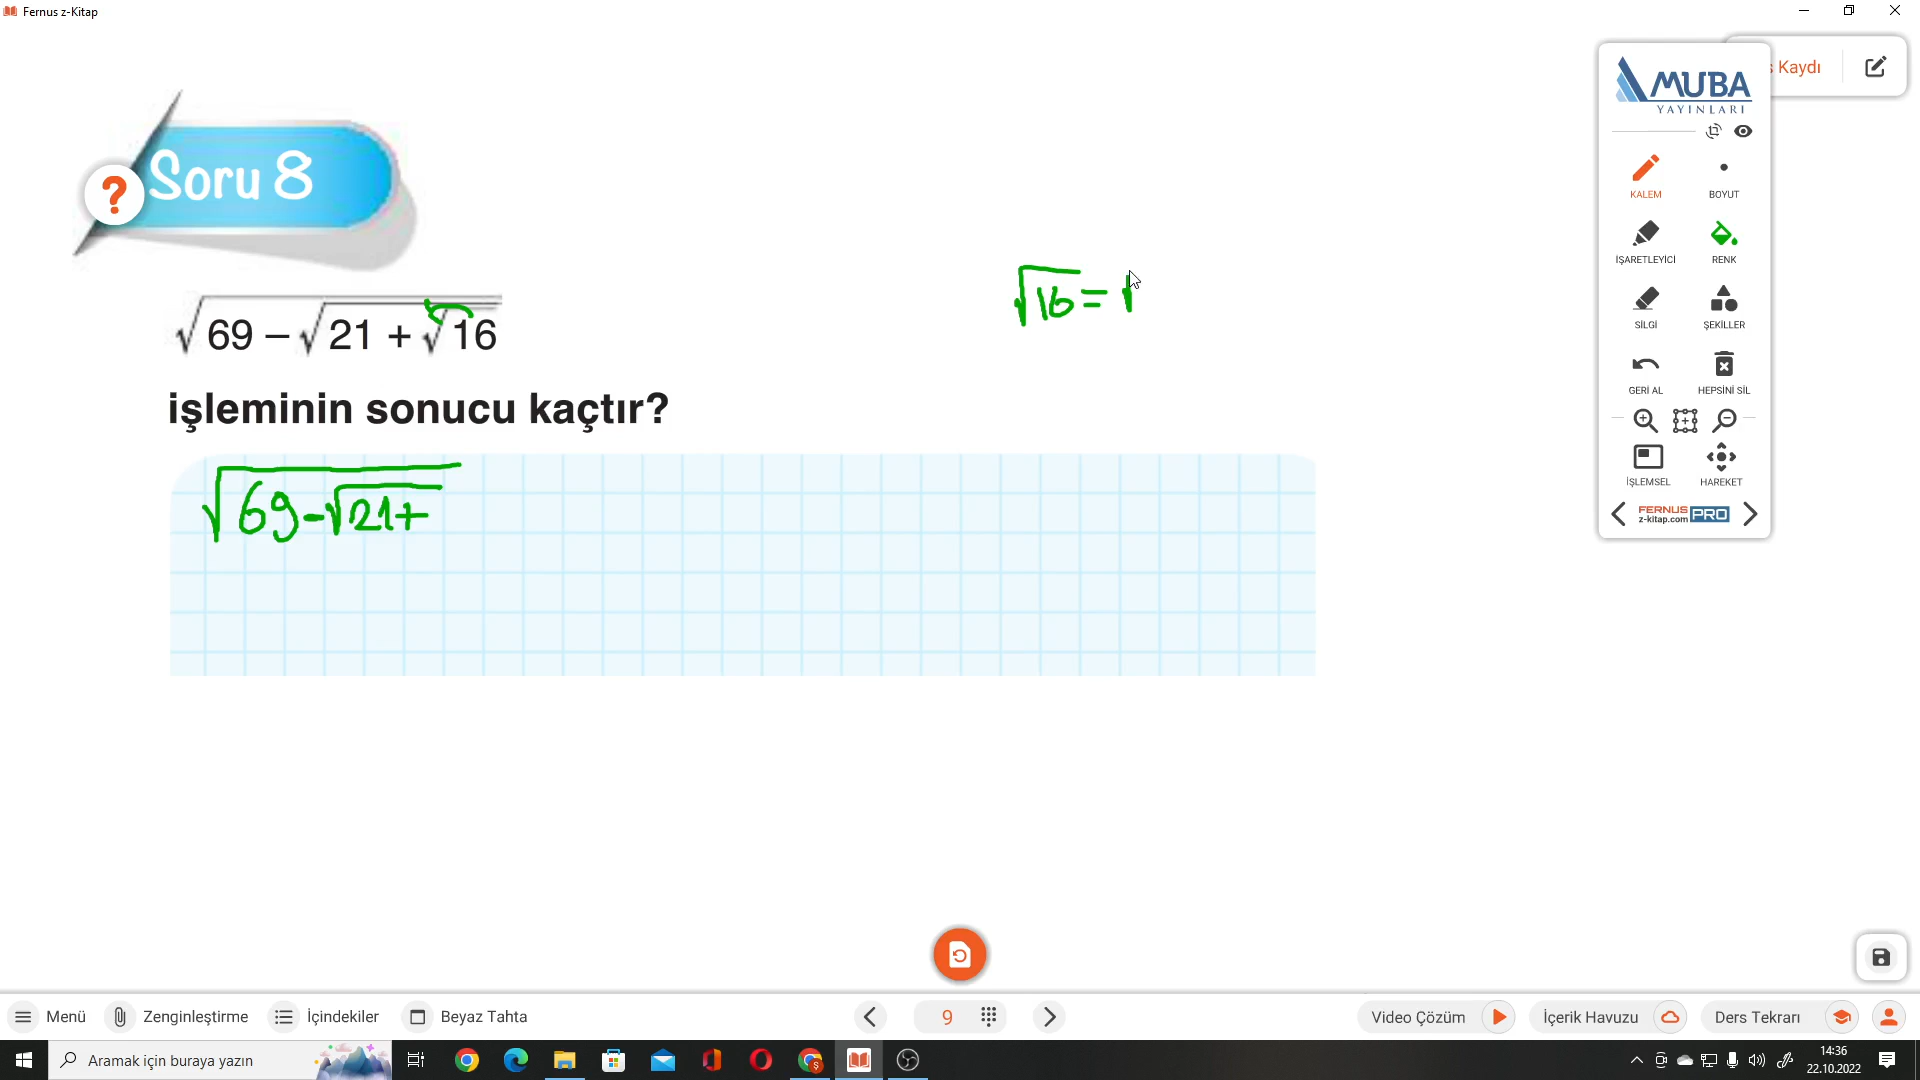 Fernus z-Kitap
s Kaydı
MUBA
YAYINLARI
Soru 8
?
KALEM
BOYUT
İŞARETLEYİCİ
RENK
SİLGİ
ŞEKİLLER
GERİ AL
HEPSİNİ SİL
İŞLEMSEL
HAREKET
FERNUS
z-kitap.com
PRO
√16 = √
√69 – √21 + √16
işleminin sonucu kaçtır?
√69 - √21 +
Menü
Zenginleştirme
İçindekiler
Beyaz Tahta
9
Video Çözüm
İçerik Havuzu
Ders Tekrarı
Aramak için buraya yazın
14:36
22.10.2022